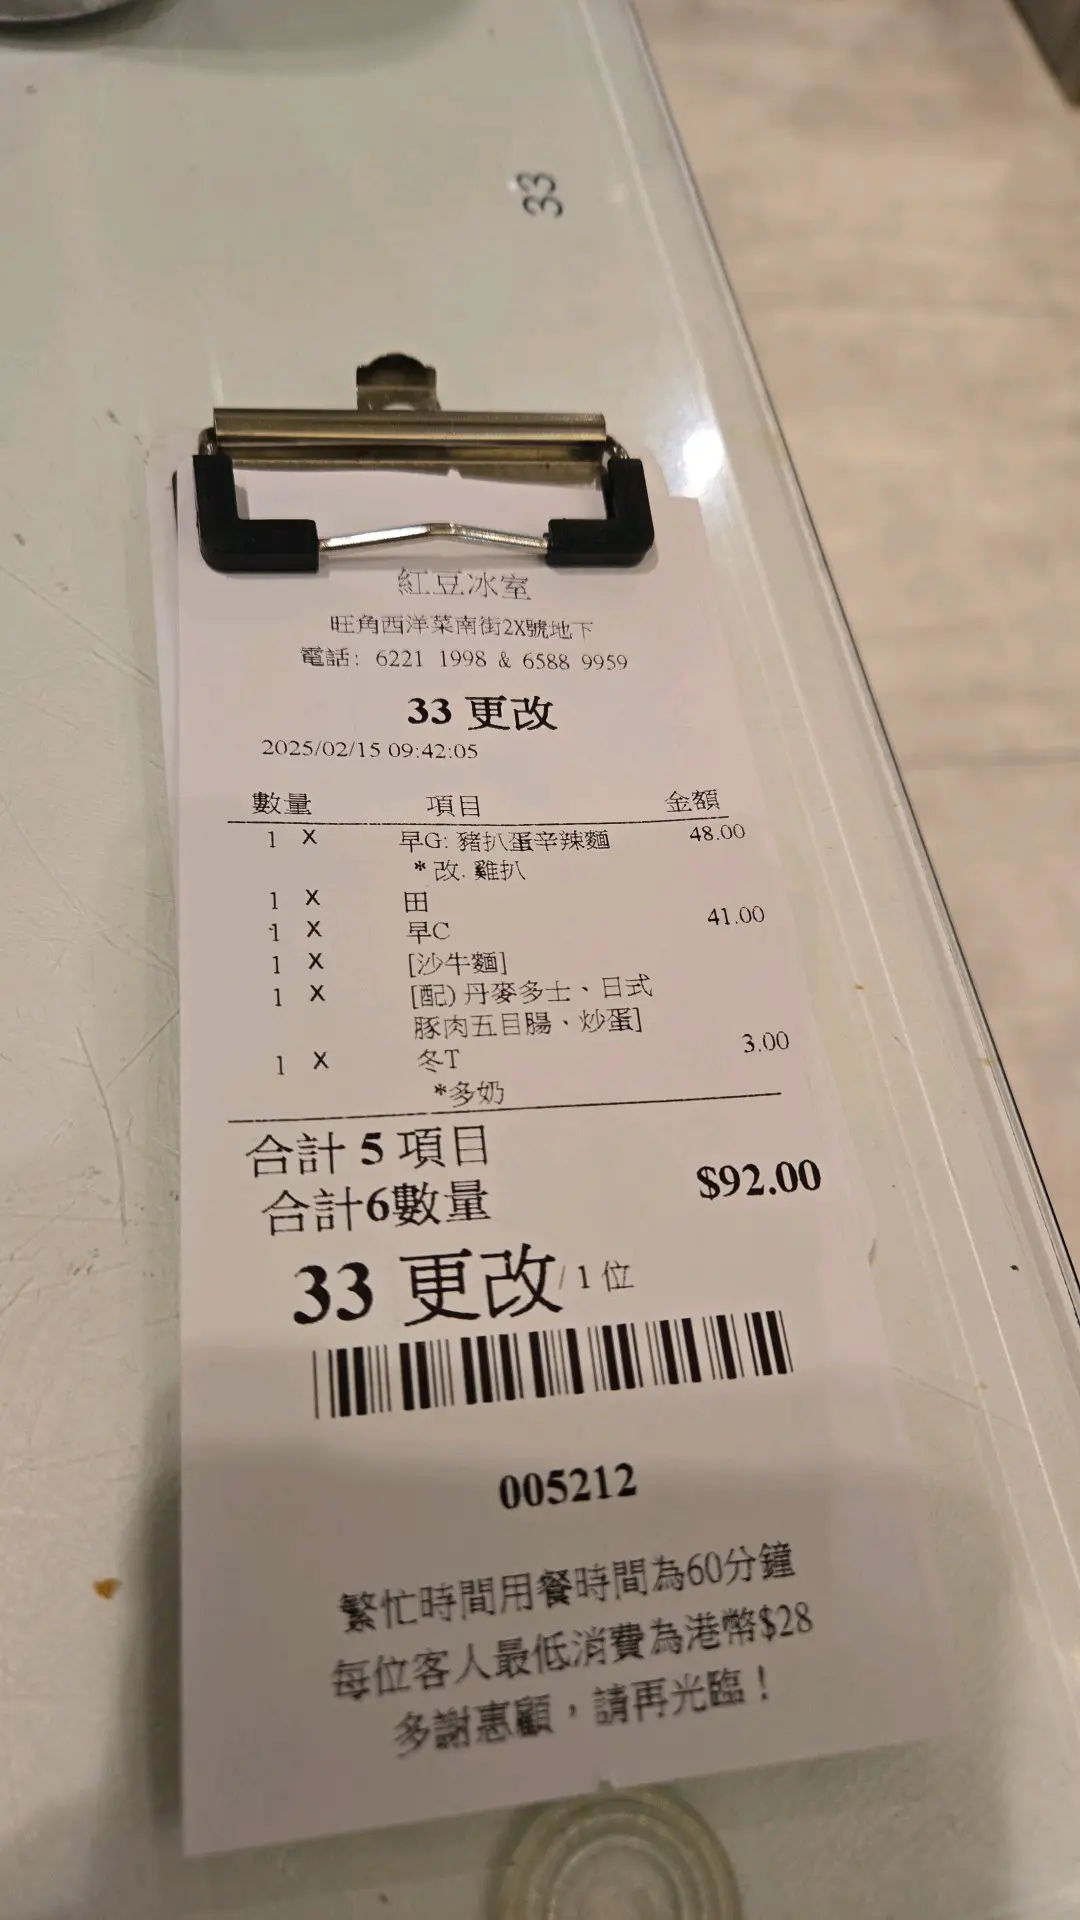 33
紅豆冰室
旺角西洋菜南街2X號地下
電話: 6221 1998 & 6588 9959
33 更改
2025/02/15 09:42:05
數量 項目 金額
1 X 早G: 豬扒蛋辛辣麵 48.00
* 改. 雞扒
1 X 田
1 X 早C 41.00
1 X [沙牛麵]
1 X [配) 丹麥多士、日式
豚肉五目腸、炒蛋]
1 X 冬T 3.00
*多奶
合計 5 項目
合計6數量 $92.00
33 更改/ 1 位
005212
繁忙時間用餐時間為60分鐘
每位客人最低消費為港幣$28
多謝惠顧，請再光臨！